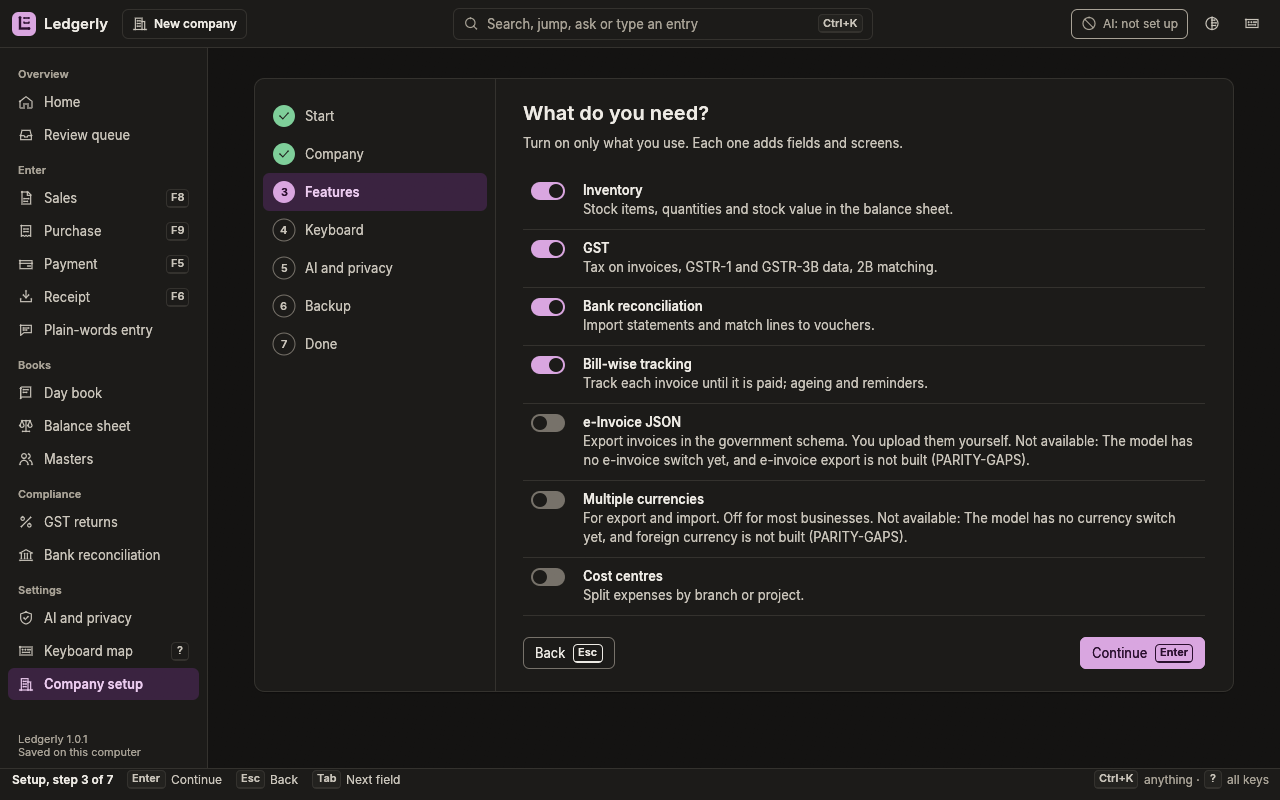 Ledgerly
New company
Search, jump, ask or type an entry
Ctrl+K
AI: not set up
Overview
Home
Review queue
Enter
Sales F8
Purchase F9
Payment F5
Receipt F6
Plain-words entry
Books
Day book
Balance sheet
Masters
Compliance
GST returns
Bank reconciliation
Settings
AI and privacy
Keyboard map ?
Company setup
Ledgerly 1.0.1
Saved on this computer
Start
Company
3 Features
4 Keyboard
5 AI and privacy
6 Backup
7 Done
What do you need?
Turn on only what you use. Each one adds fields and screens.
Inventory
Stock items, quantities and stock value in the balance sheet.
GST
Tax on invoices, GSTR-1 and GSTR-3B data, 2B matching.
Bank reconciliation
Import statements and match lines to vouchers.
Bill-wise tracking
Track each invoice until it is paid; ageing and reminders.
e-Invoice JSON
Export invoices in the government schema. You upload them yourself. Not available: The model has
no e-invoice switch yet, and e-invoice export is not built (PARITY-GAPS).
Multiple currencies
For export and import. Off for most businesses. Not available: The model has no currency switch
yet, and foreign currency is not built (PARITY-GAPS).
Cost centres
Split expenses by branch or project.
Back Esc
Continue Enter
Setup, step 3 of 7 Enter Continue Esc Back Tab Next field
Ctrl+K anything · ? all keys